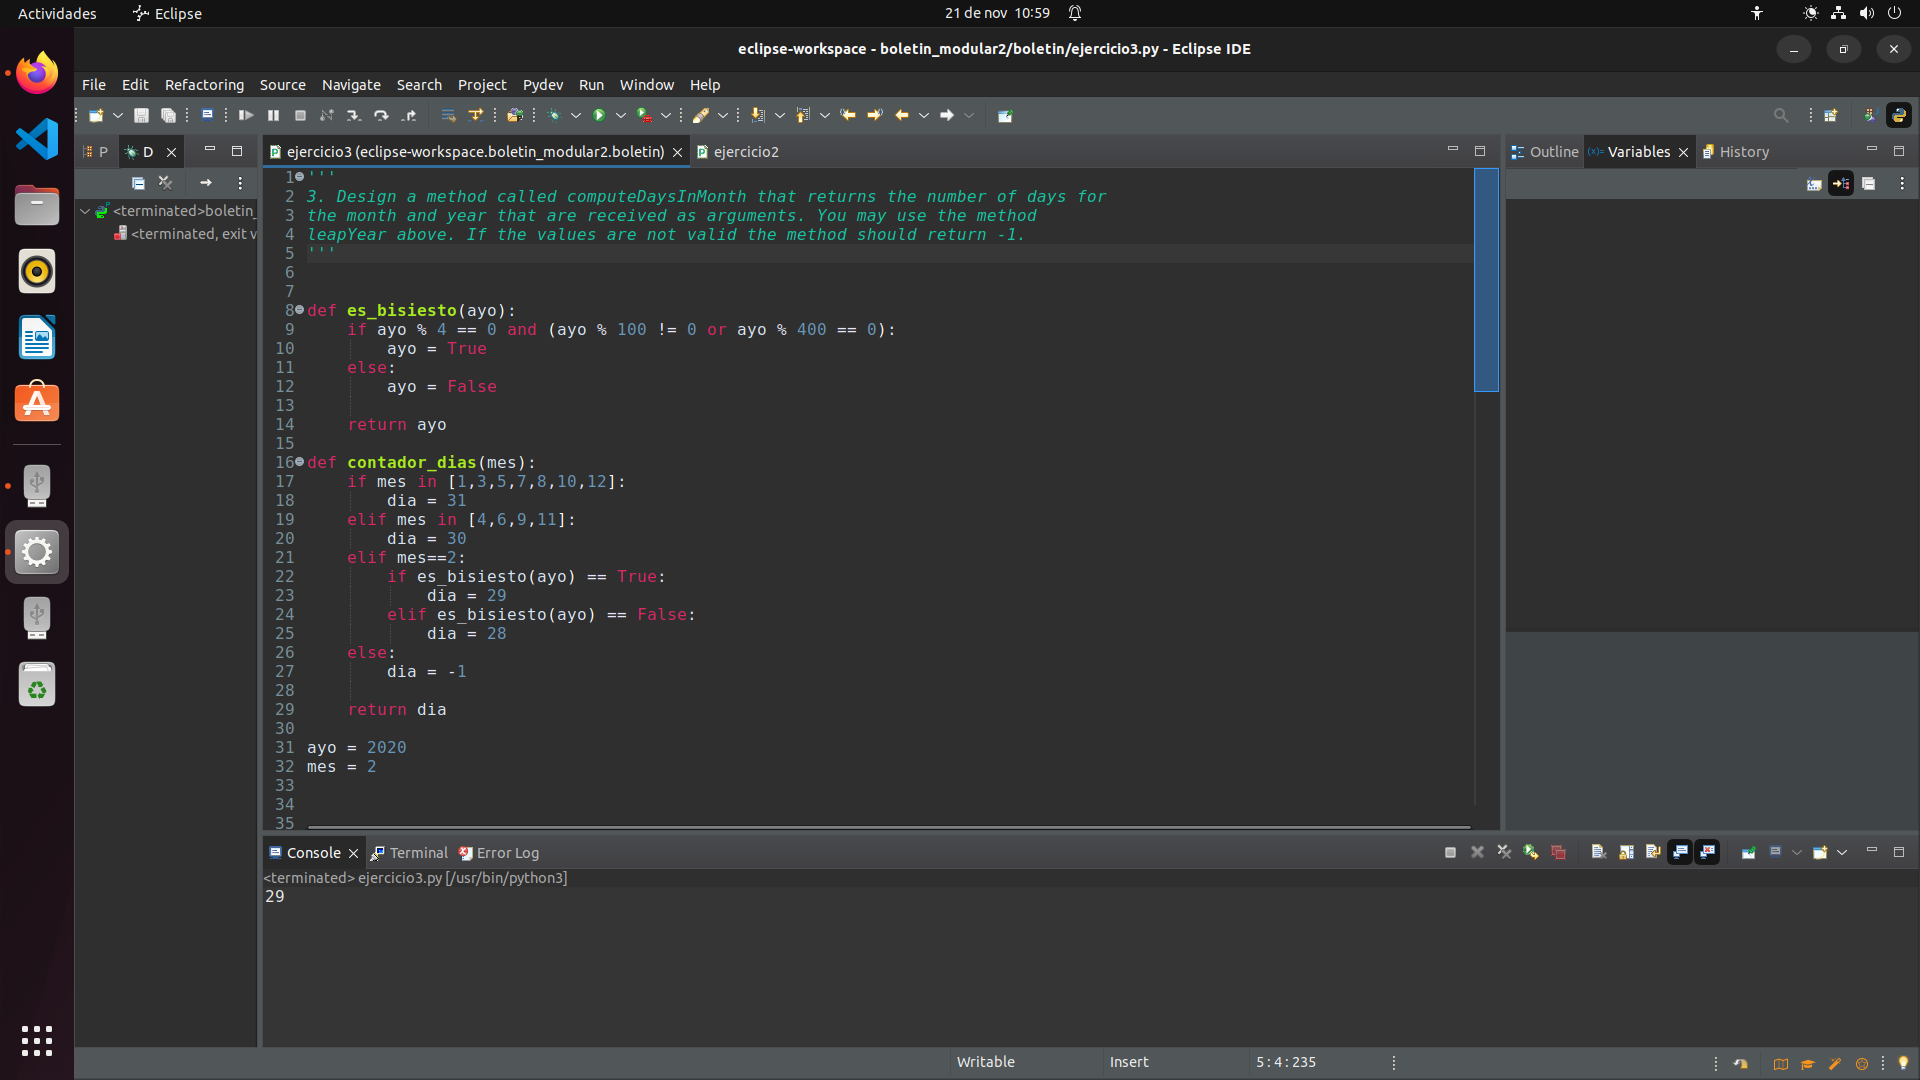 Actividades
Eclipse
21 de nov 10:59
eclipse-workspace - boletin_modular2/boletin/ejercicio3.py - Eclipse IDE
File Edit Refactoring Source Navigate Search Project Pydev Run Window Help
P
D
<terminated>boletin_
<terminated, exit v
ejercicio3 (eclipse-workspace.boletin_modular2.boletin)
ejercicio2
1 '''
2 3. Design a method called computeDaysInMonth that returns the number of days for
3 the month and year that are received as arguments. You may use the method
4 leapYear above. If the values are not valid the method should return -1.
5 '''
6
7
8 def es_bisiesto(ayo):
9     if ayo % 4 == 0 and (ayo % 100 != 0 or ayo % 400 == 0):
10         ayo = True
11     else:
12         ayo = False
13
14     return ayo
15
16 def contador_dias(mes):
17     if mes in [1,3,5,7,8,10,12]:
18         dia = 31
19     elif mes in [4,6,9,11]:
20         dia = 30
21     elif mes==2:
22         if es_bisiesto(ayo) == True:
23             dia = 29
24         elif es_bisiesto(ayo) == False:
25             dia = 28
26     else:
27         dia = -1
28
29     return dia
30
31 ayo = 2020
32 mes = 2
33
34
35
Outline
Variables
History
Console
Terminal
Error Log
<terminated> ejercicio3.py [/usr/bin/python3]
29
Writable
Insert
5 : 4 : 235